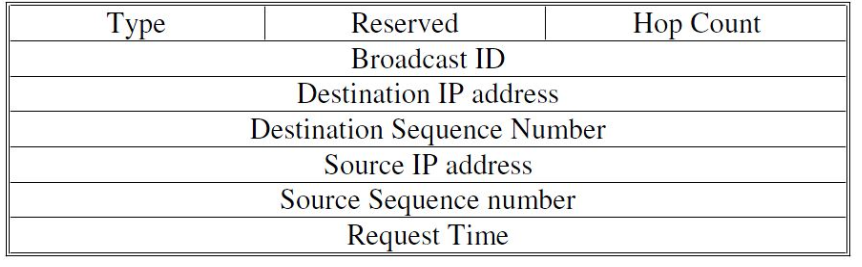 Type Reserved Hop Count
Broadcast ID
Destination IP address
Destination Sequence Number
Source IP address
Source Sequence number
Request Time